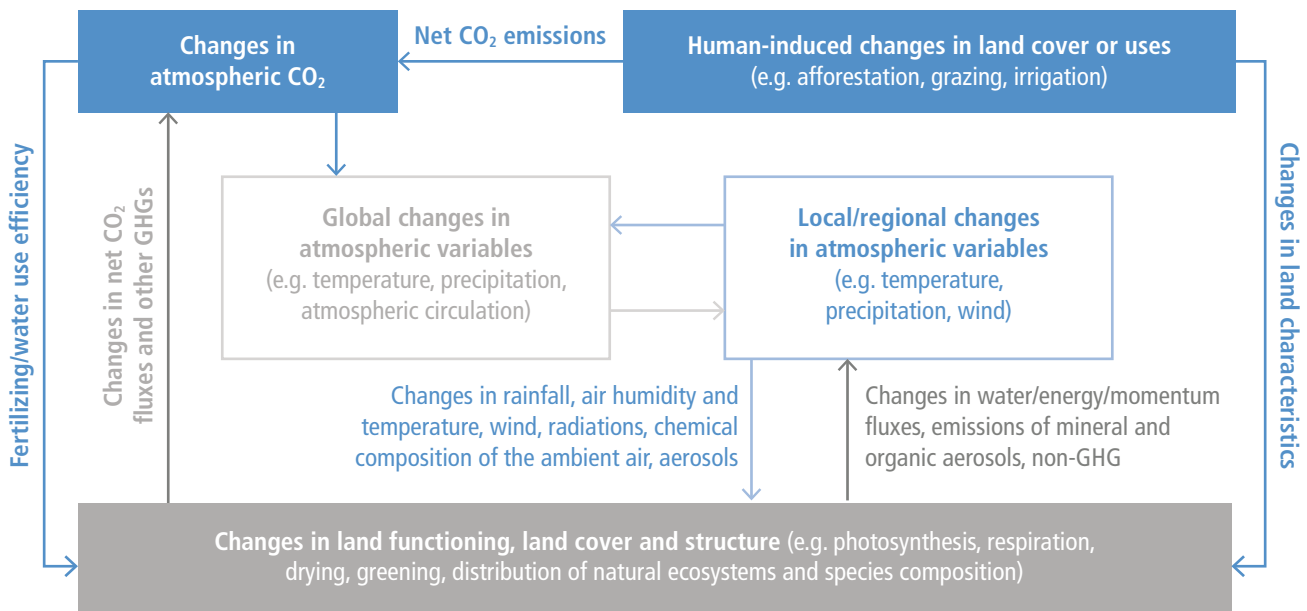 Changes in
atmospheric CO₂
Net CO₂ emissions
Human-induced changes in land cover or uses
(e.g. afforestation, grazing, irrigation)
Fertilizing/water use efficiency
Changes in net CO₂
fluxes and other GHGs
Global changes in
atmospheric variables
(e.g. temperature, precipitation,
atmospheric circulation)
Local/regional changes
in atmospheric variables
(e.g. temperature,
precipitation, wind)
Changes in land characteristics
Changes in rainfall, air humidity and
temperature, wind, radiations, chemical
composition of the ambient air, aerosols
Changes in water/energy/momentum
fluxes, emissions of mineral and
organic aerosols, non-GHG
Changes in land functioning, land cover and structure (e.g. photosynthesis, respiration,
drying, greening, distribution of natural ecosystems and species composition)